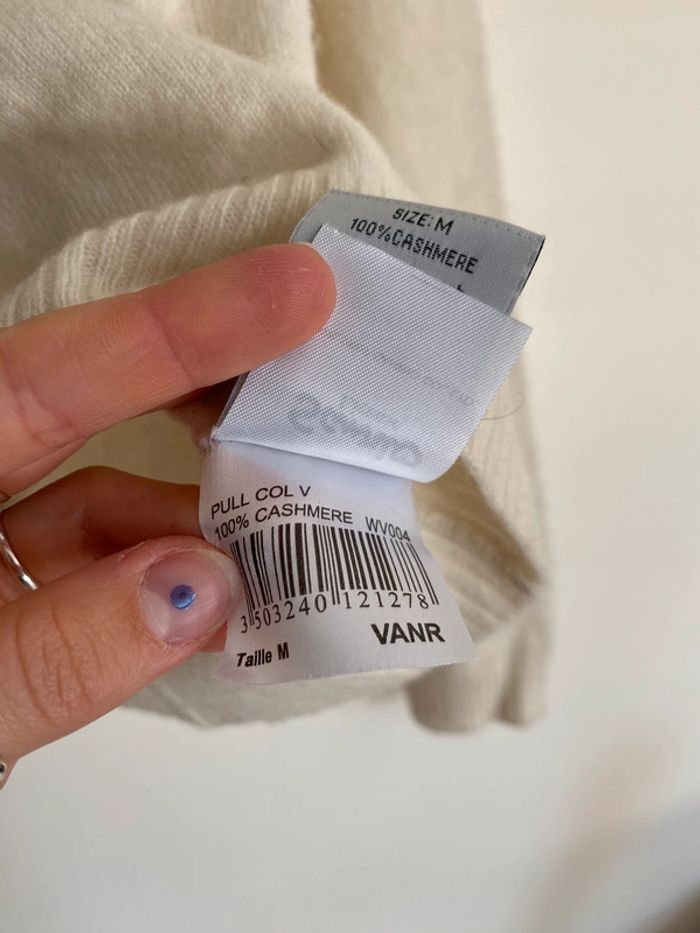 SIZE: M
100%CASHMERE
PULL COL V
100% CASHMERE WV004
3 503240 121278
VANR
Taille M